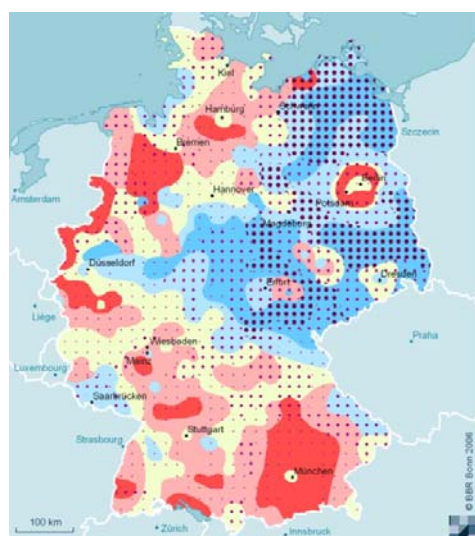 Kiel
Schwerin
Hamburg
Szczecin
Bremen
Berlin
Amsterdam
Hannover
Potsdam
Magdeburg
Düsseldorf
Dresden
Erfurt
Liège
Praha
Wiesbaden
Mainz
Luxembourg
Saarbrücken
Strasbourg
Stuttgart
München
100 km
Zürich
Innsbruck
© BBR Bonn 2006